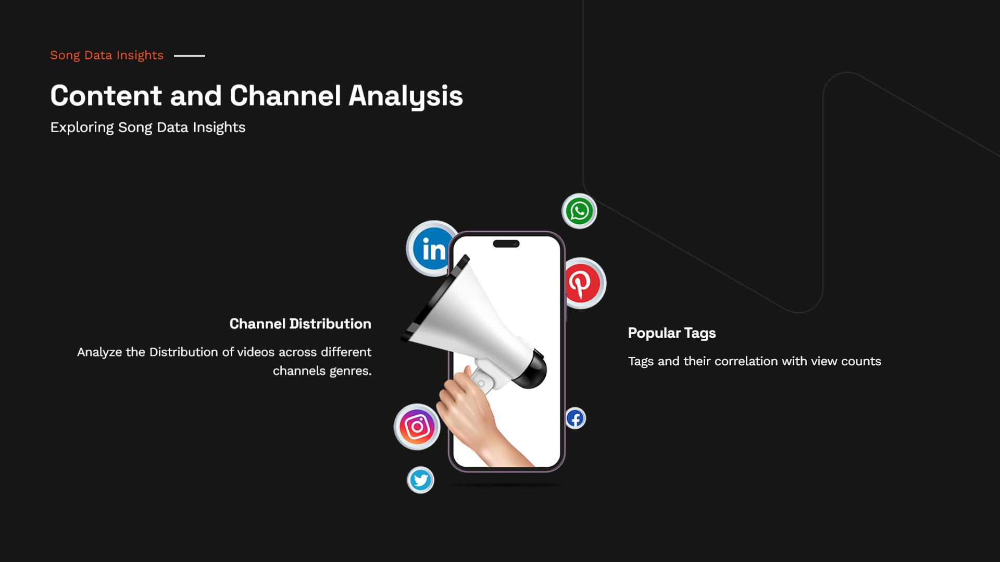 Song Data Insights
Content and Channel Analysis
Exploring Song Data Insights
in
Channel Distribution
Analyze the Distribution of videos across different
channels genres.
Popular Tags
Tags and their correlation with view counts